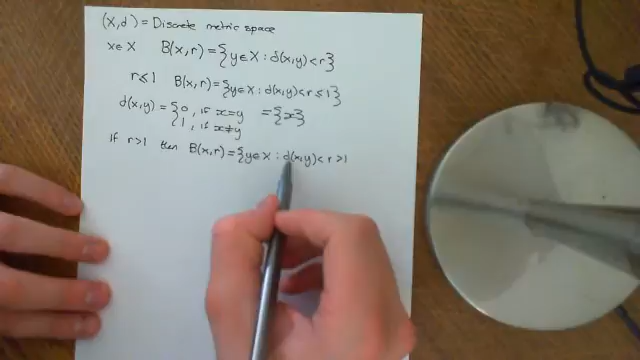 (X,d) = Discrete metric space
x∈X B(x,r)={y∈X : d(x,y)<r}
r≤1 B(x,r)={y∈X : d(x,y)<r≤1}
d(x,y)={0, if x=y ={x}
1, if x≠y
If r>1 then B(x,r)={y∈X : d(x,y)<r >1